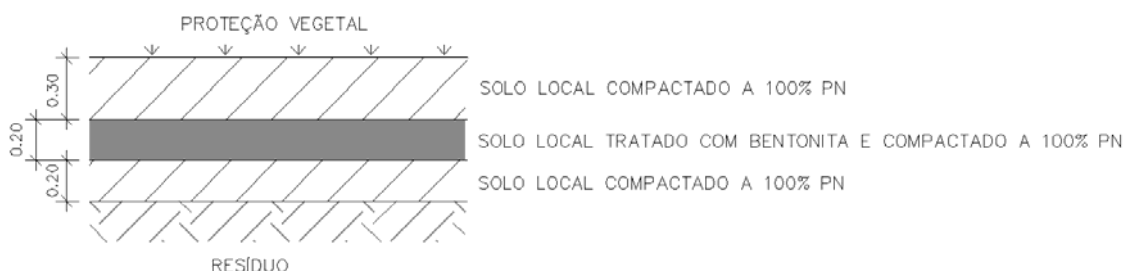 PROTEÇÃO VEGETAL
0.30
SOLO LOCAL COMPACTADO A 100% PN
0.20
SOLO LOCAL TRATADO COM BENTONITA E COMPACTADO A 100% PN
0.20
SOLO LOCAL COMPACTADO A 100% PN
RESÍDUO